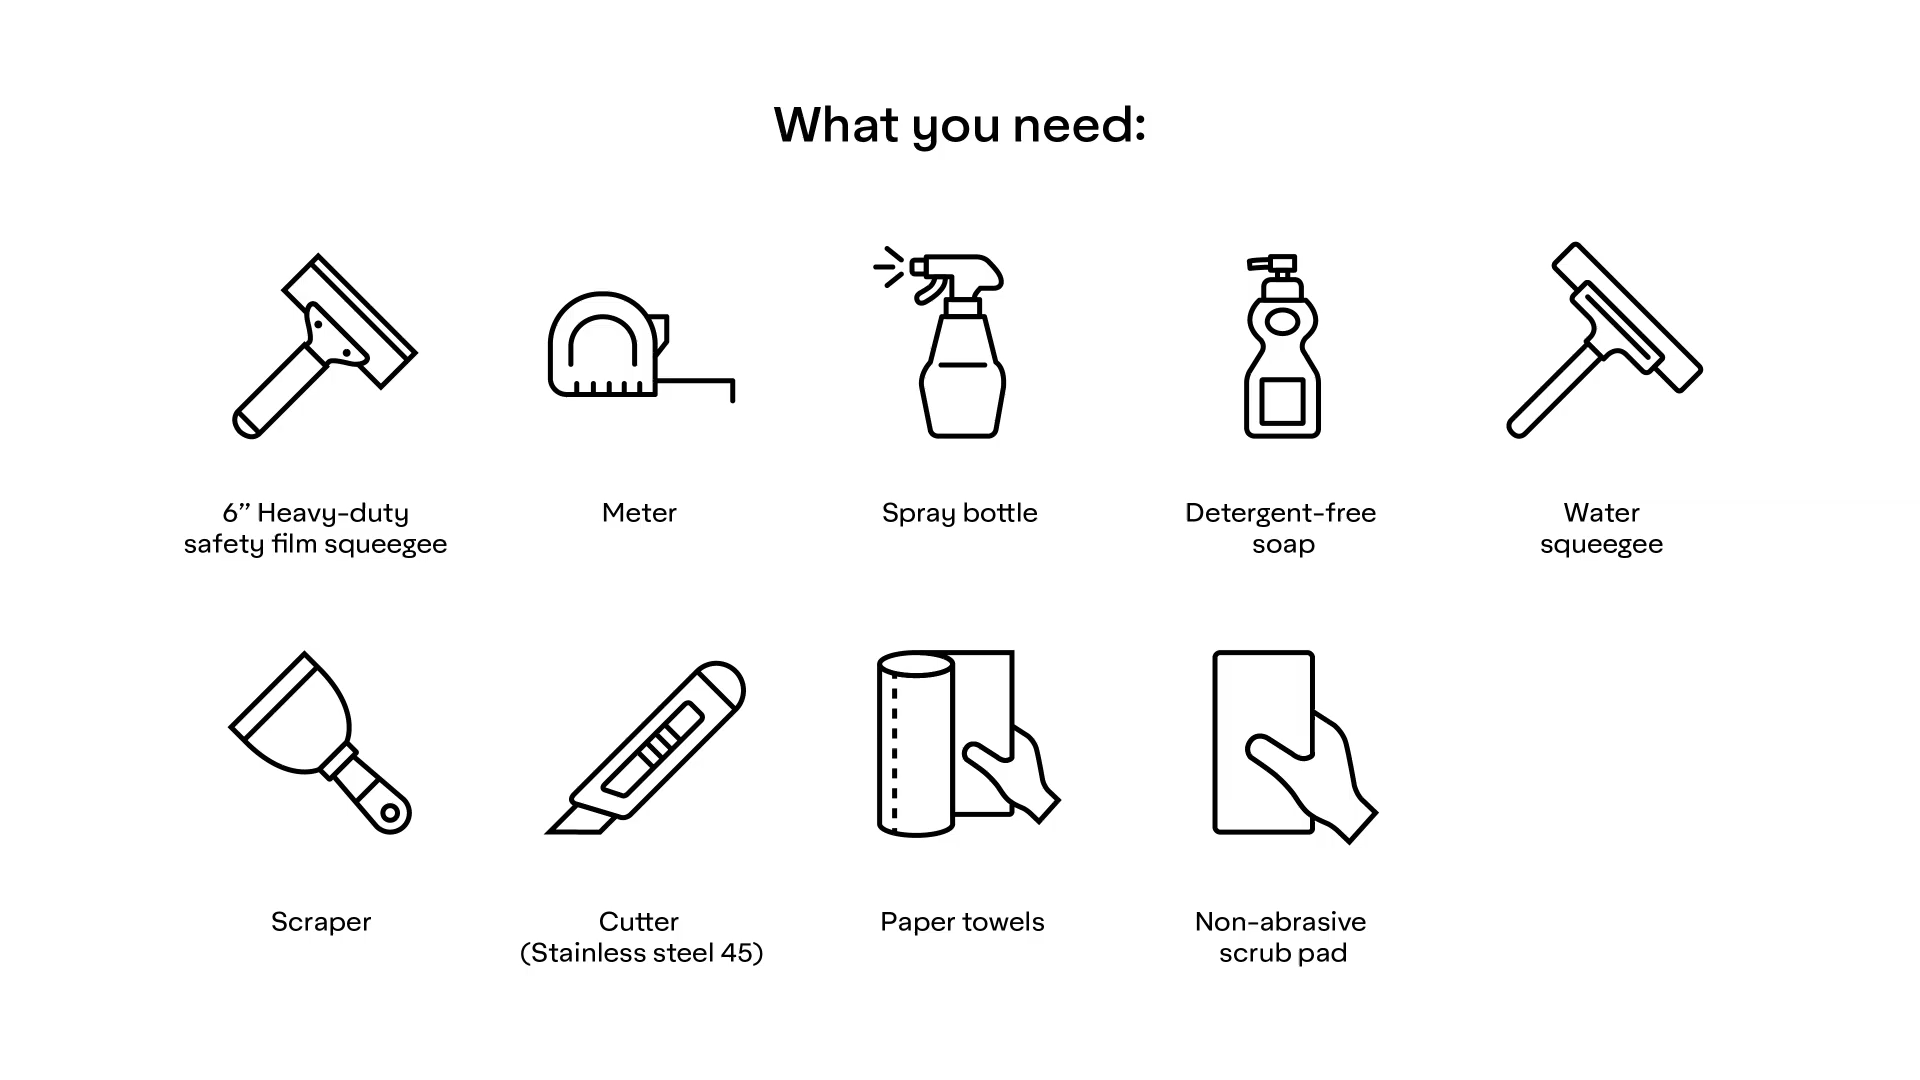 What you need:
6” Heavy-duty
safety film squeegee
Meter
Spray bottle
Detergent-free
soap
Water
squeegee
Scraper
Cutter
(Stainless steel 45)
Paper towels
Non-abrasive
scrub pad